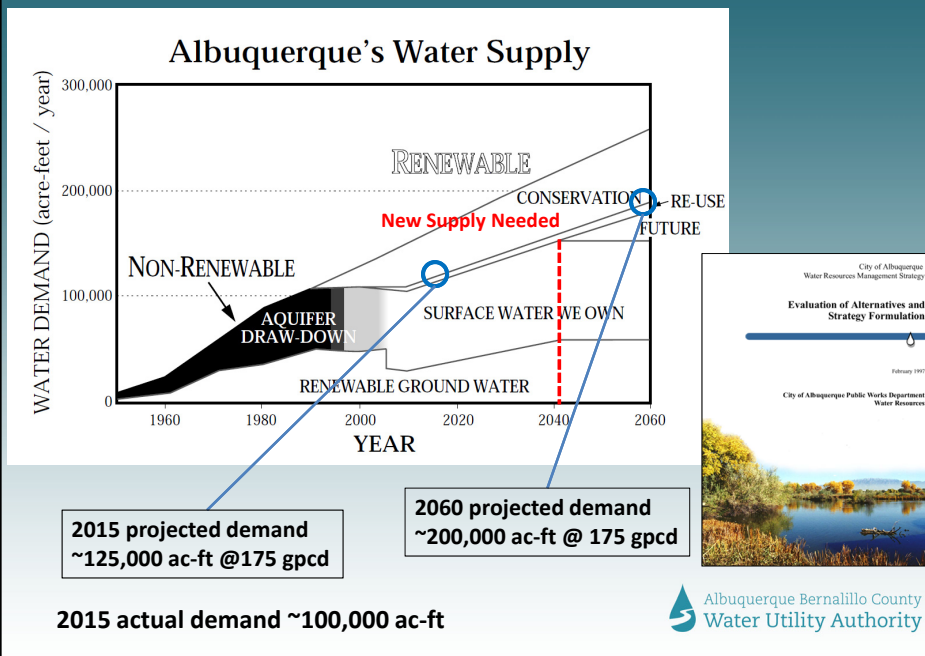 Albuquerque's Water Supply
WATER DEMAND (acre-feet / year)
300,000
200,000
100,000
0
RENEWABLE
CONSERVATION
RE-USE
New Supply Needed
FUTURE
NON-RENEWABLE
AQUIFER
DRAW-DOWN
SURFACE WATER WE OWN
RENEWABLE GROUND WATER
1960
1980
2000
2020
2040
2060
YEAR
City of Albuquerque
Water Resources Management Strategy
Evaluation of Alternatives and
Strategy Formulation
February 1997
City of Albuquerque Public Works Department
Water Resources
2015 projected demand
~125,000 ac-ft @175 gpcd
2060 projected demand
~200,000 ac-ft @ 175 gpcd
2015 actual demand ~100,000 ac-ft
Albuquerque Bernalillo County
Water Utility Authority